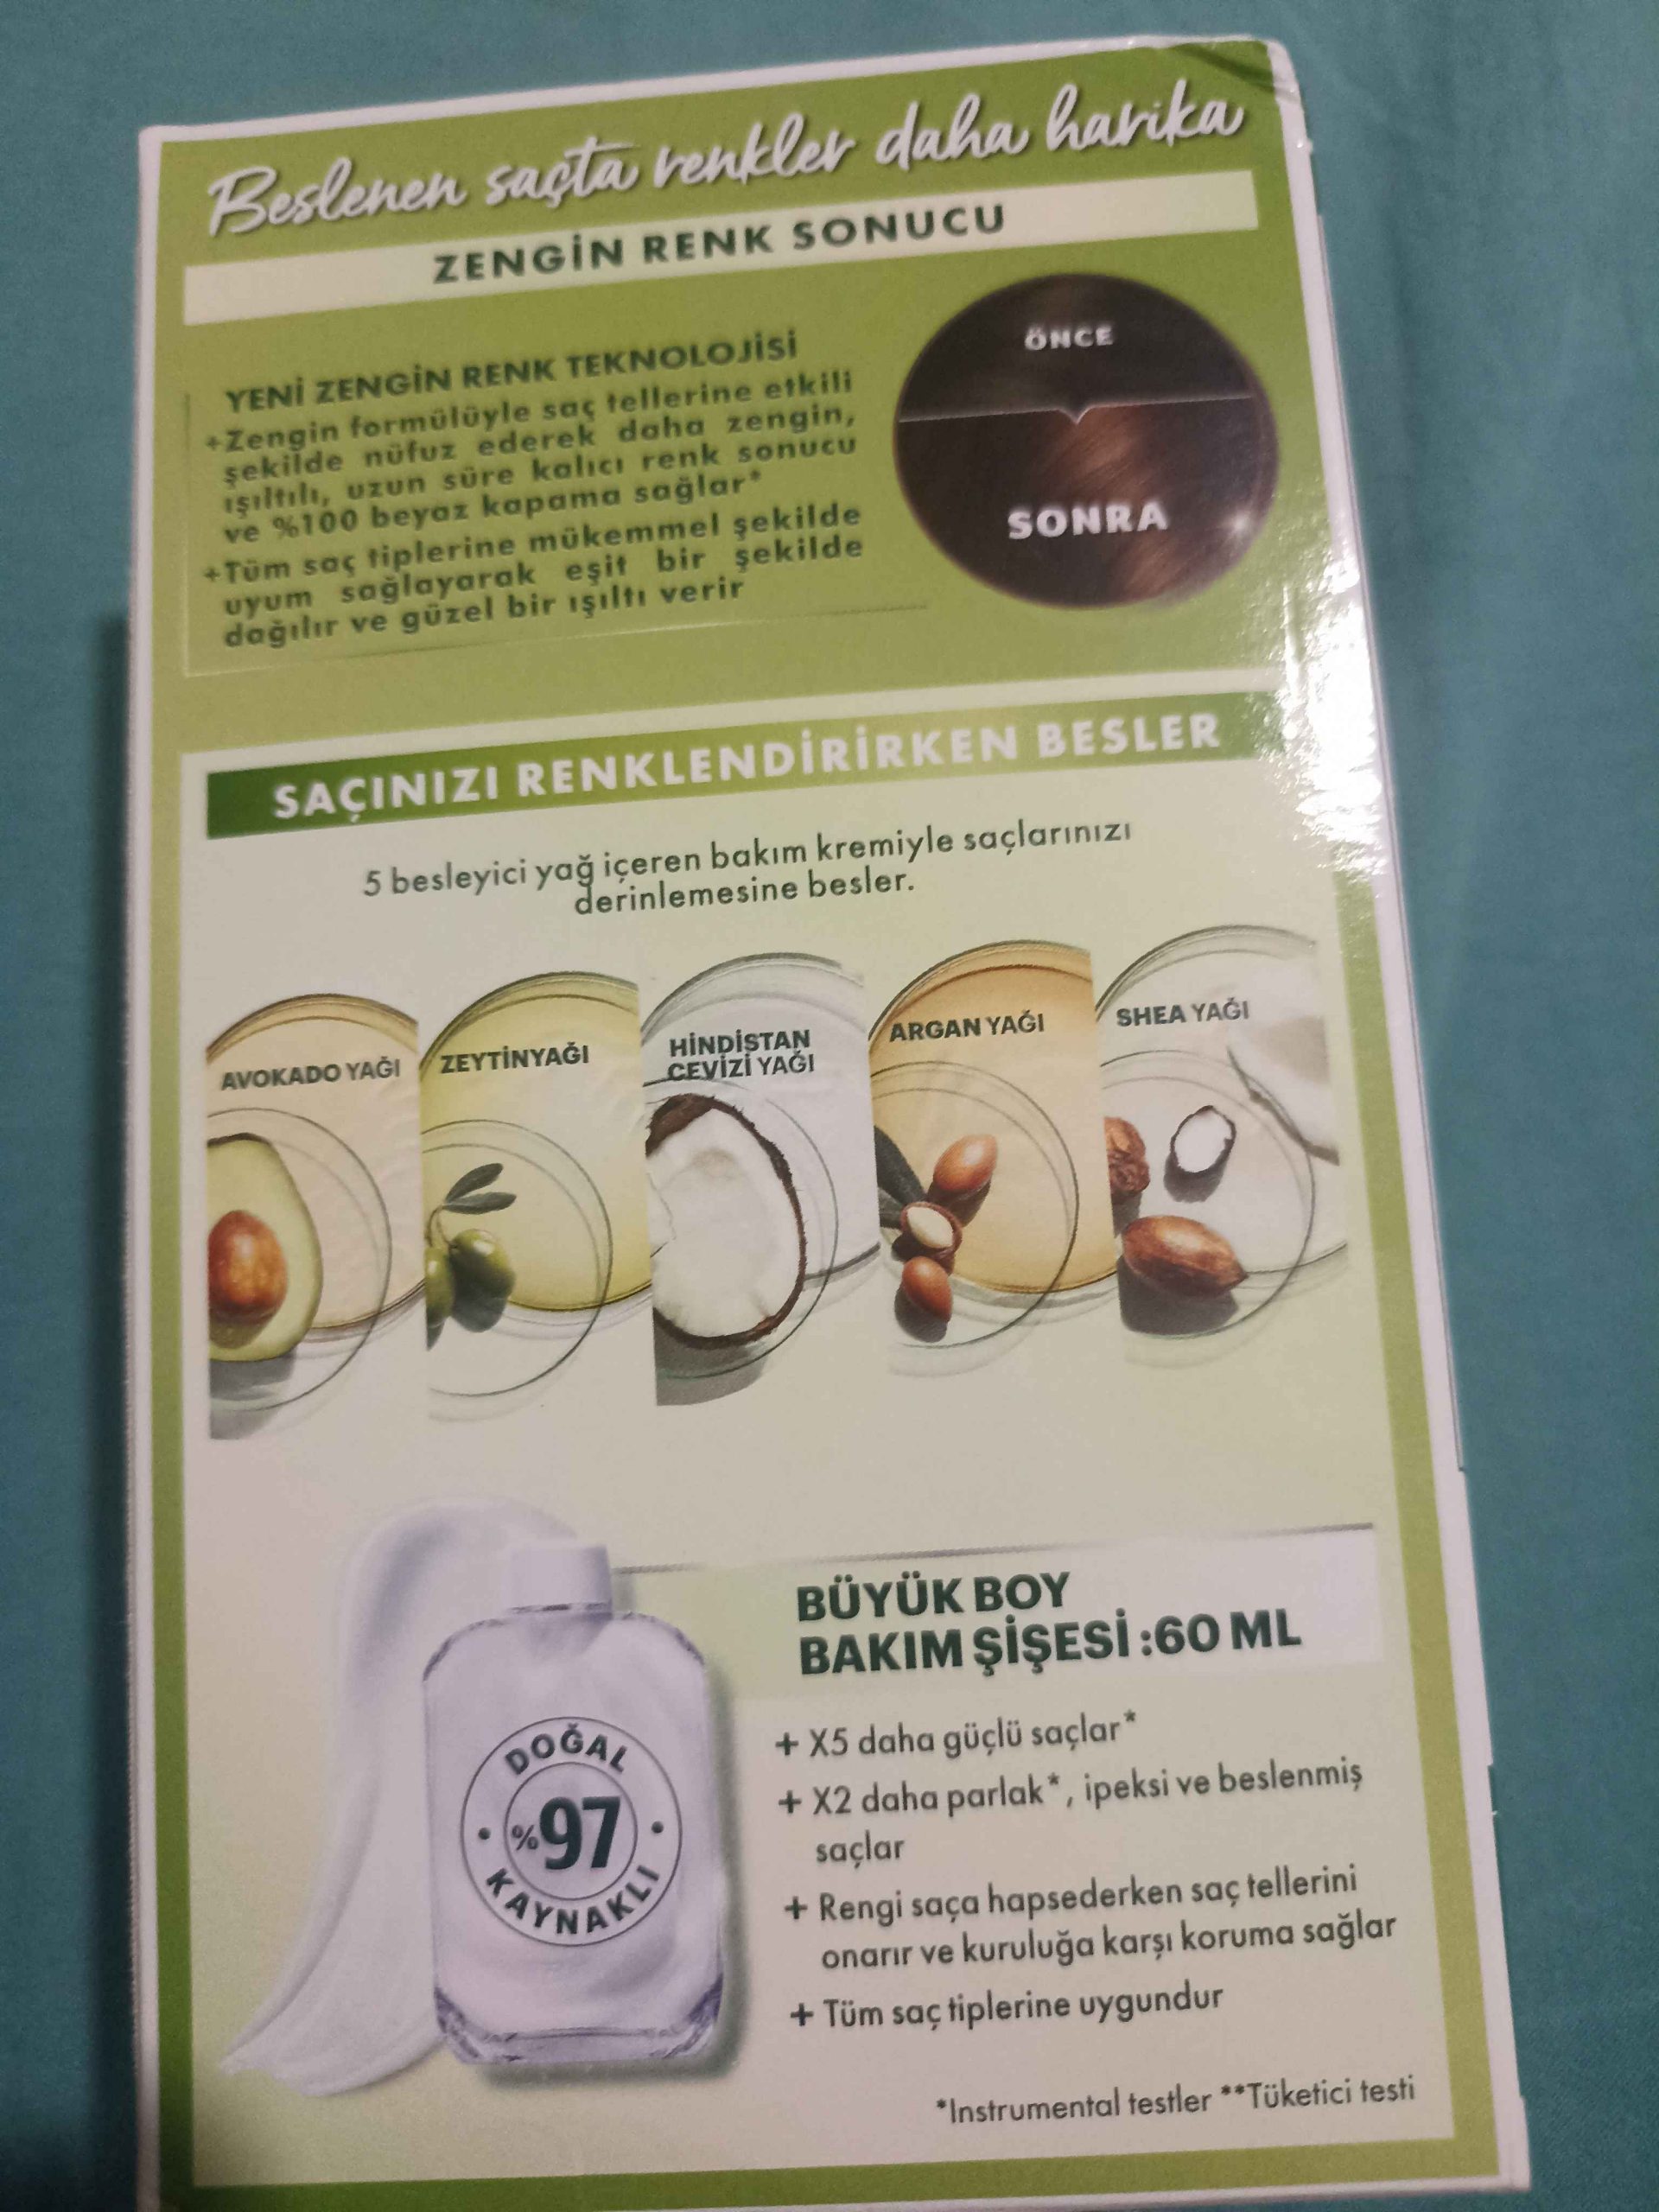 Beslenen saçta renkler daha harika
ZENGİN RENK SONUCU
YENİ ZENGİN RENK TEKNOLOJİSİ
+Zengin formülüyle saç tellerine etkili
şekilde nüfuz ederek daha zengin,
ışıltılı, uzun süre kalıcı renk sonucu
ve %100 beyaz kapama sağlar*
+Tüm saç tiplerine mükemmel şekilde
uyum sağlayarak eşit bir şekilde
dağılır ve güzel bir ışıltı verir
ÖNCE
SONRA
SAÇINIZI RENKLENDİRİRKEN BESLER
5 besleyici yağ içeren bakım kremiyle saçlarınızı
derinlemesine besler.
AVOKADO YAĞI
ZEYTİNYAĞI
HİNDİSTAN
CEVİZİ YAĞI
ARGAN YAĞI
SHEA YAĞI
BÜYÜK BOY
BAKIM ŞİŞESİ :60 ML
DOĞAL
%97
KAYNAKLI
+ X5 daha güçlü saçlar*
+ X2 daha parlak*, ipeksi ve beslenmiş
saçlar
+ Rengi saça hapsederken saç tellerini
onarır ve kuruluğa karşı koruma sağlar
+ Tüm saç tiplerine uygundur
*Instrumental testler **Tüketici testi